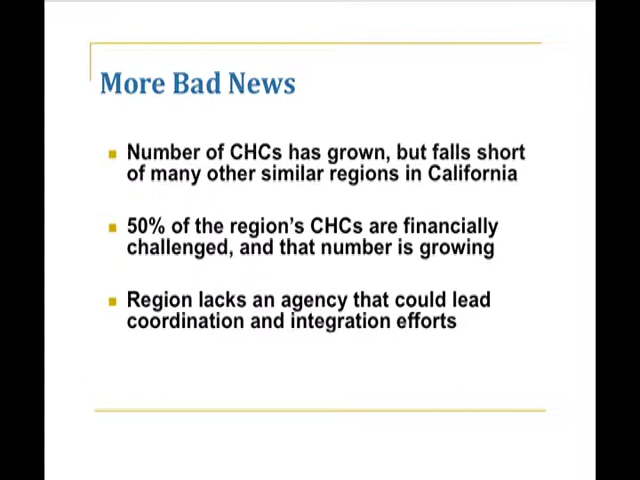 More Bad News
Number of CHCs has grown, but falls short
of many other similar regions in California
50% of the region's CHCs are financially
challenged, and that number is growing
Region lacks an agency that could lead
coordination and integration efforts